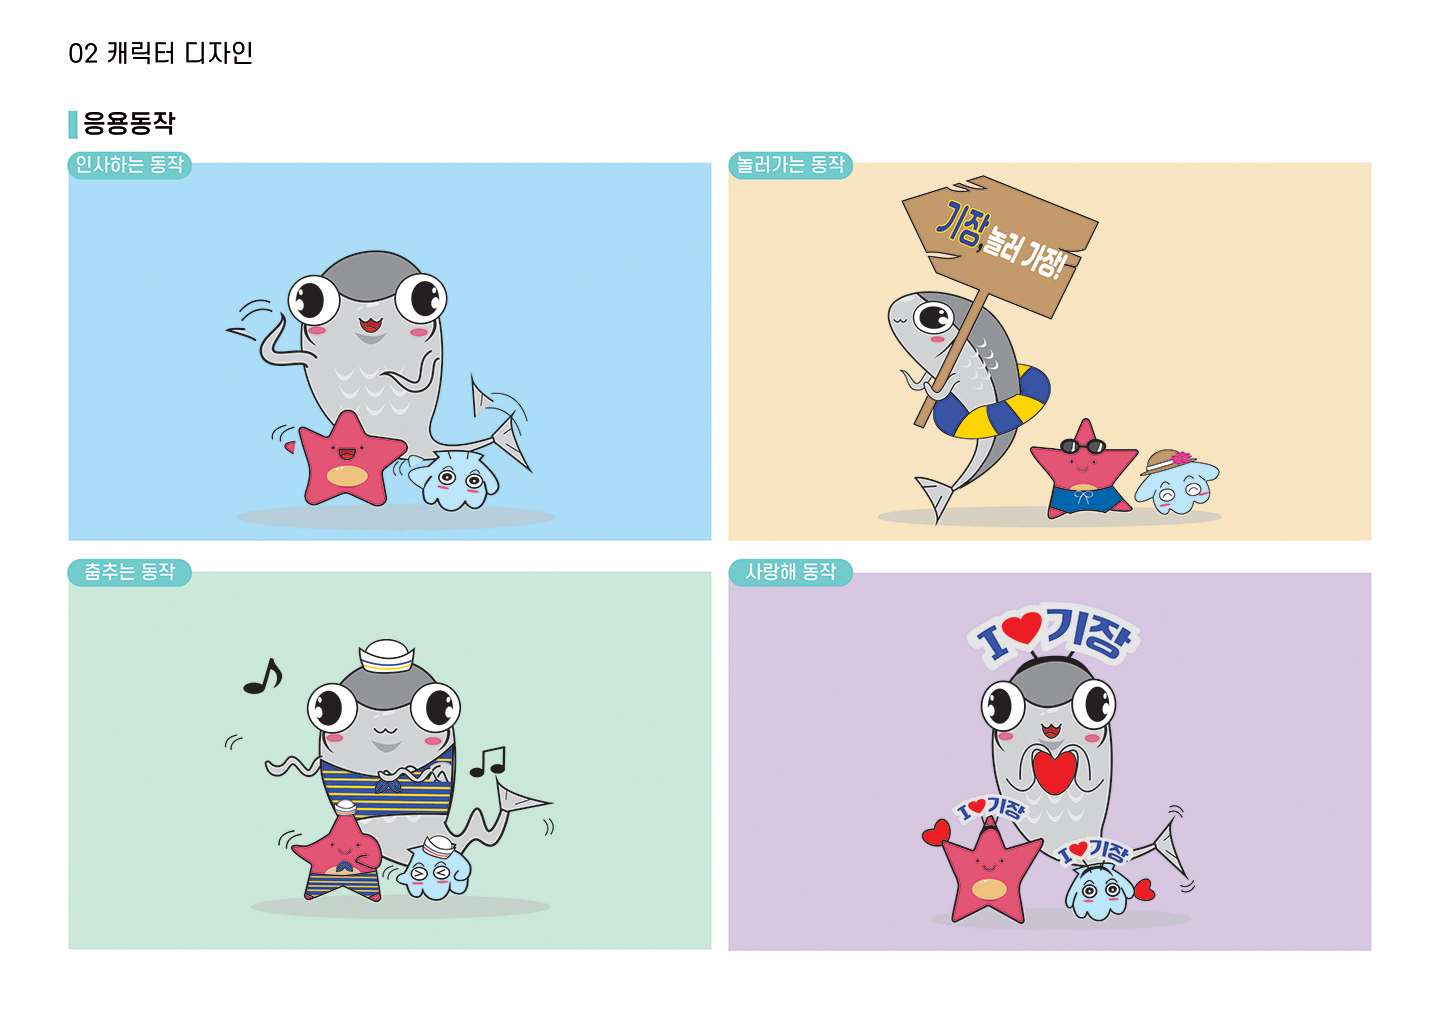 02 캐릭터 디자인
응용동작
인사하는 동작
놀러가는 동작
기장,놀러 가장!
춤추는 동작
사랑해 동작
I♥기장
I♥기장
I♥기장